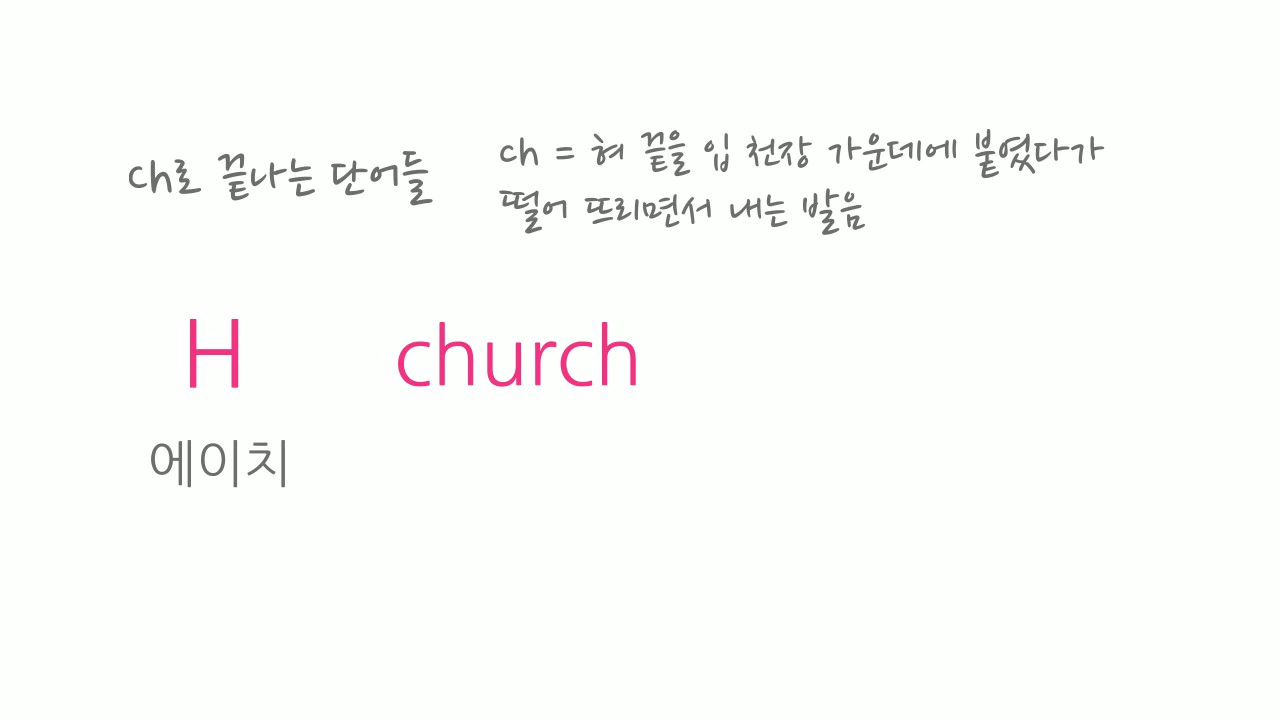 ch로 끝나는 단어들
ch = 혀 끝을 입 천장 가운데에 붙였다가
떨어 뜨리면서 내는 발음
H
church
에이치